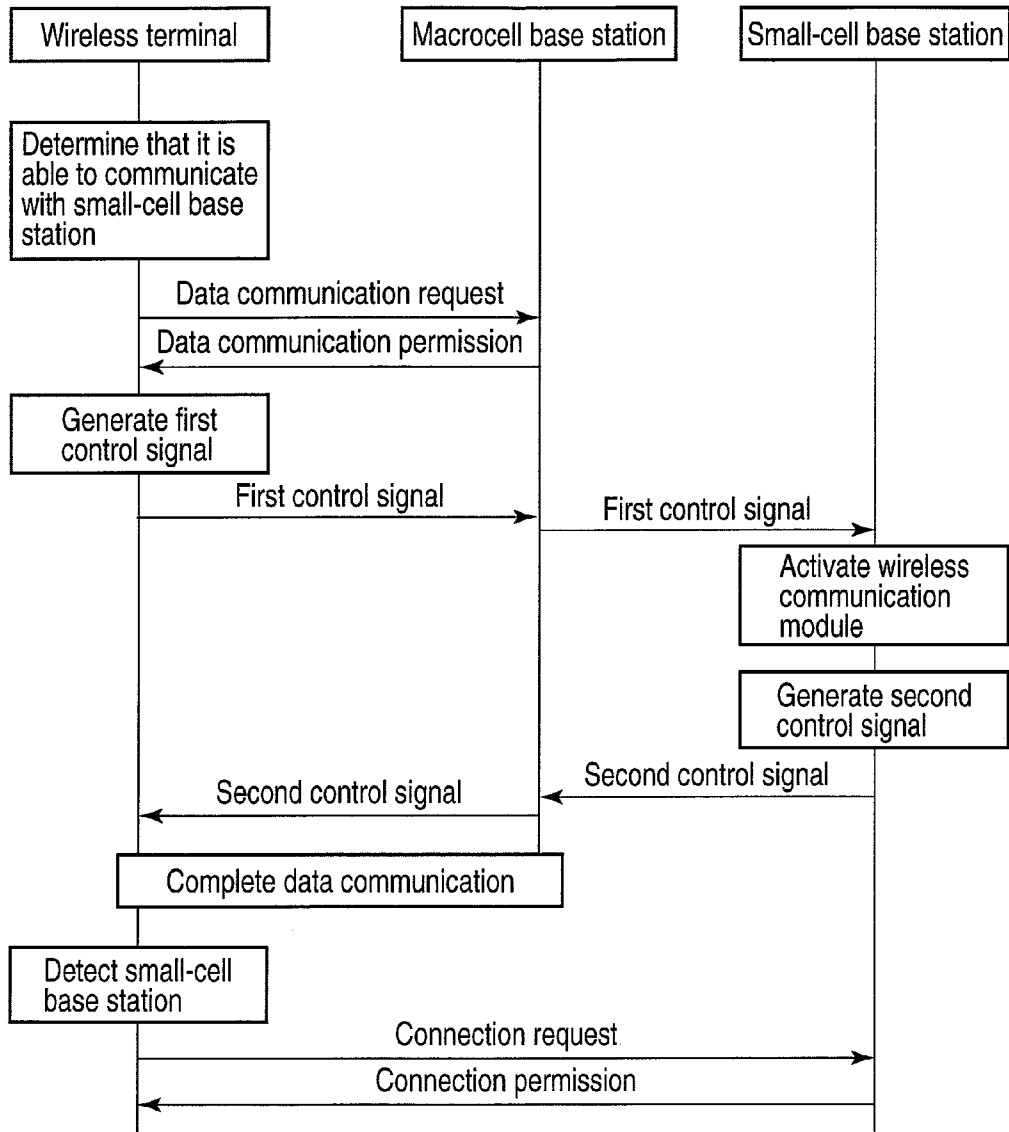 Wireless terminal
Macrocell base station
Small-cell base station
Determine that it is
able to communicate
with small-cell base
station
Data communication request
Data communication permission
Generate first
control signal
First control signal
First control signal
Activate wireless
communication
module
Generate second
control signal
Second control signal
Second control signal
Complete data communication
Detect small-cell
base station
Connection request
Connection permission